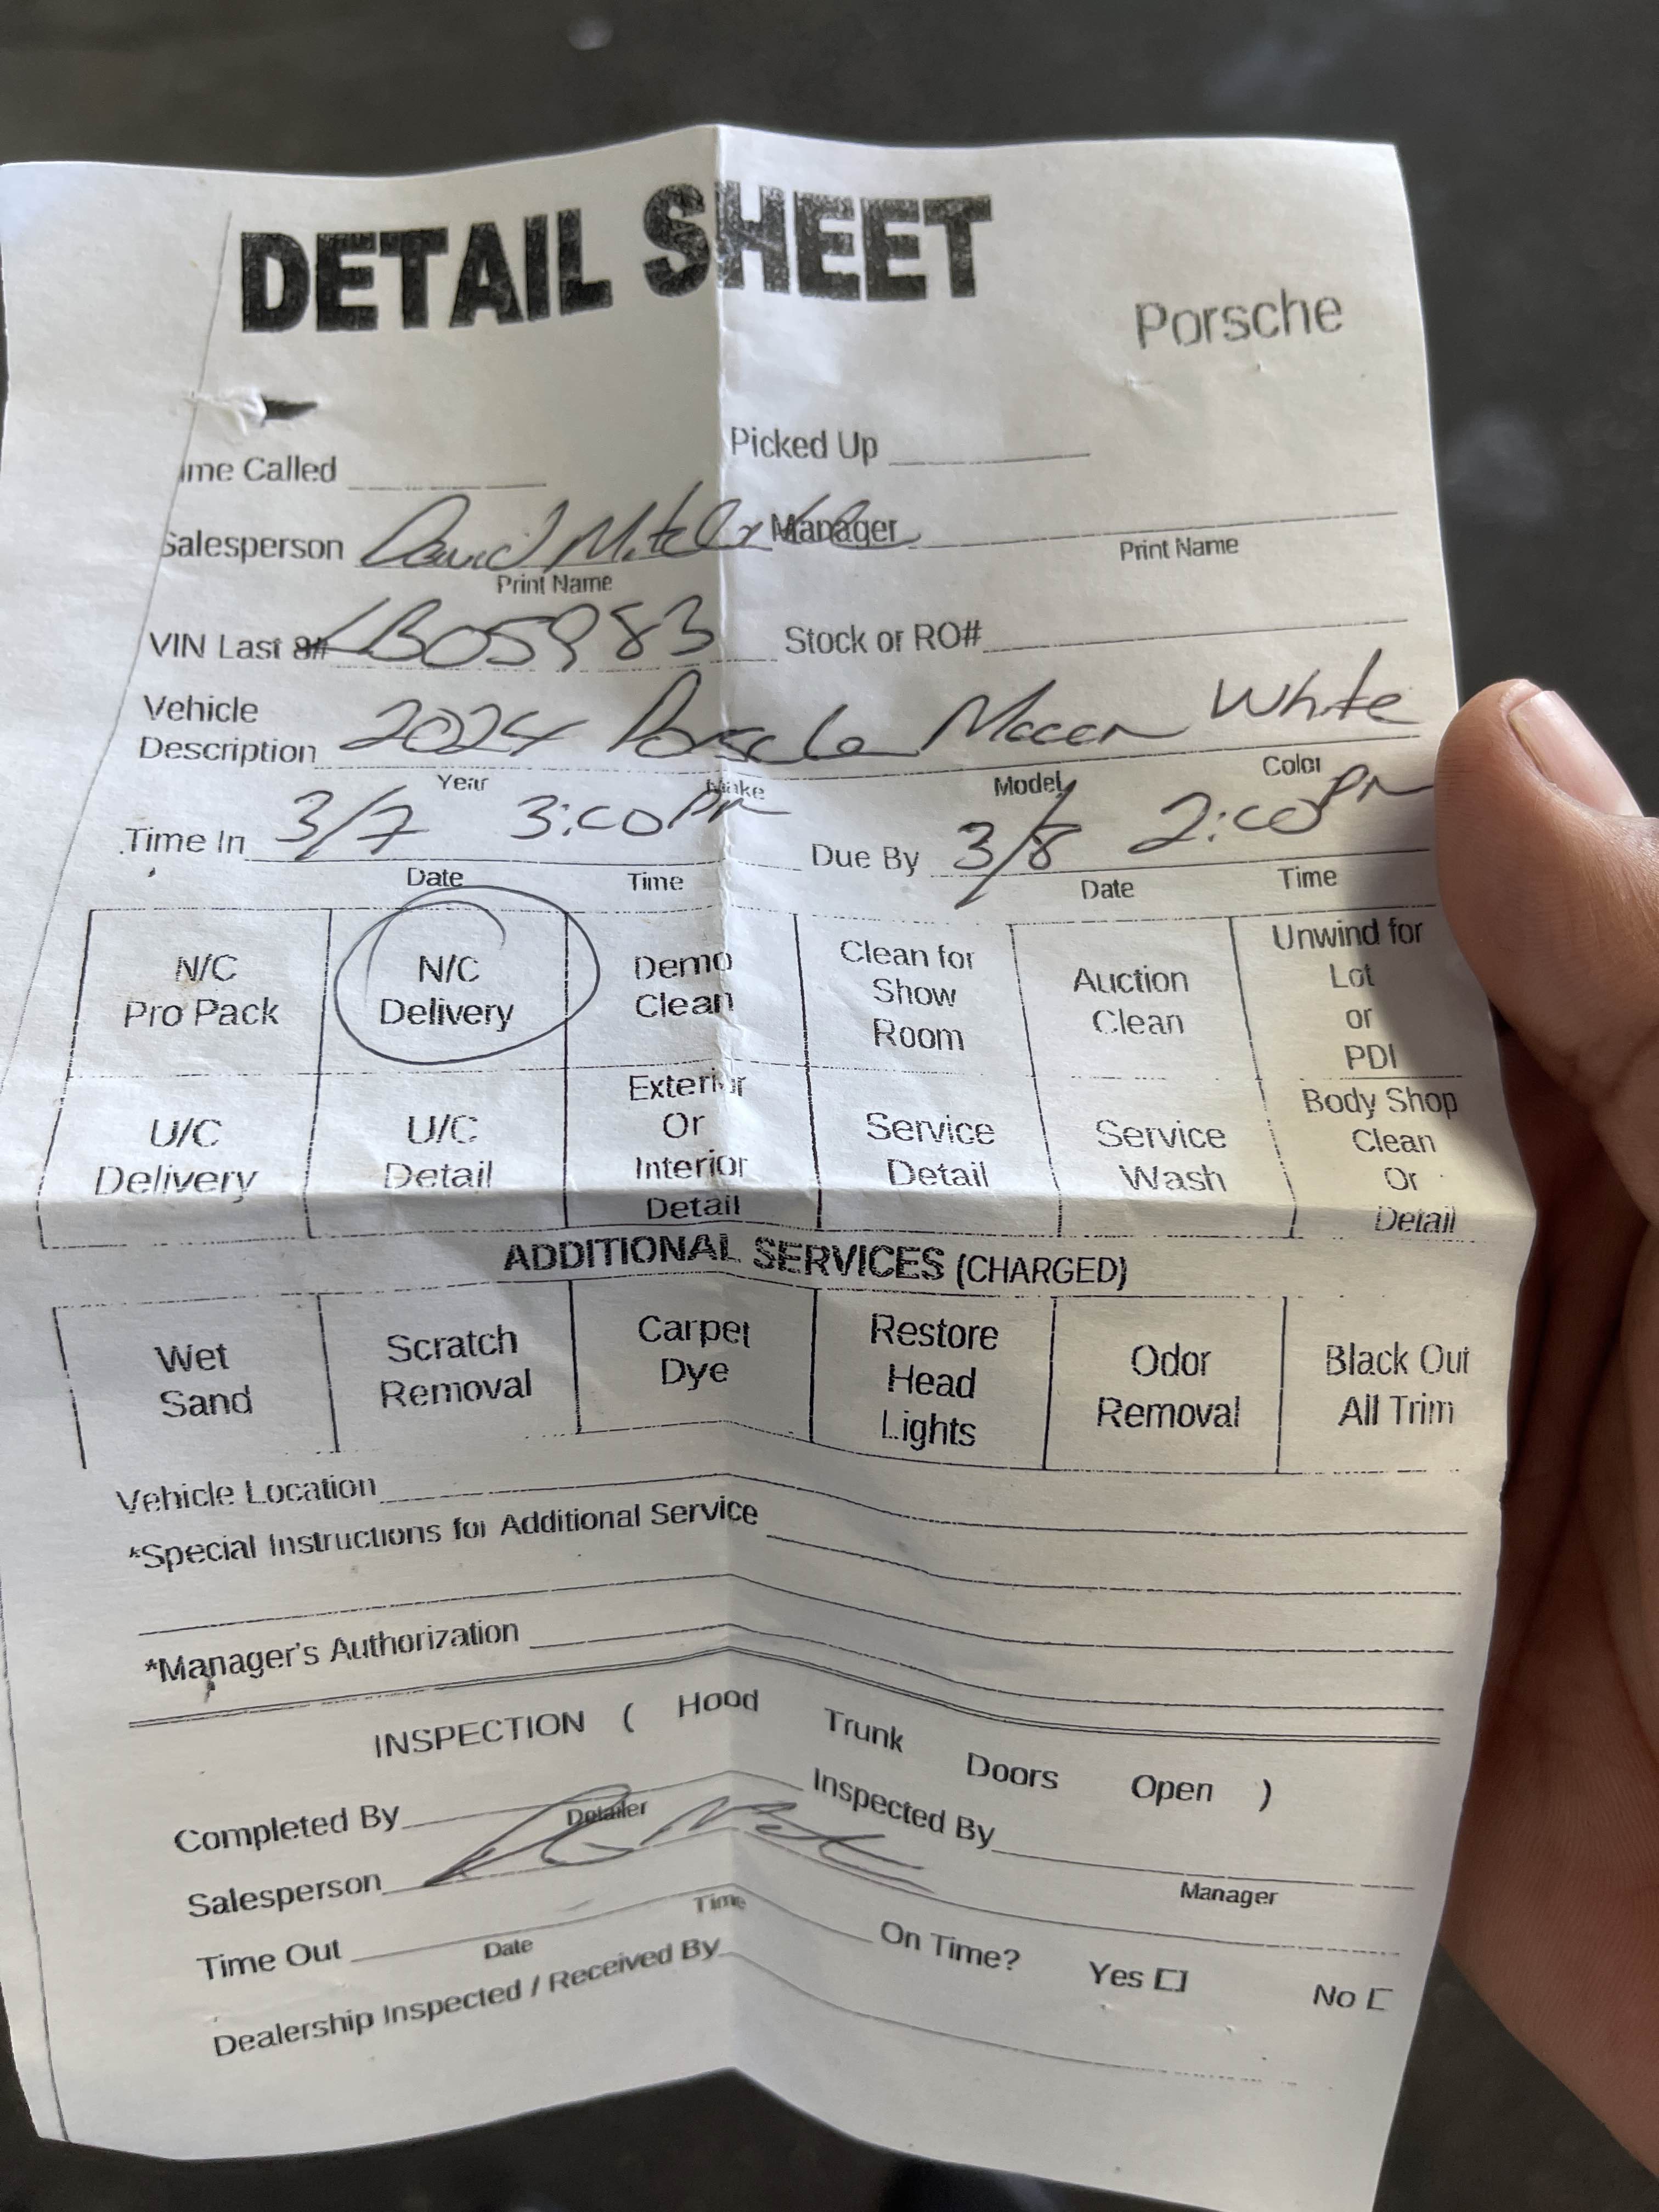 DETAIL SHEET
Porsche
ime Called Picked Up
Salesperson David Manager
Print Name Print Name
VIN Last 8# LB05983 Stock or RO#
Vehicle Description 2024 Porsche Macan White
Year Make Model Color
Time In 3/7 3:00 PM Due By 3/8 2:00 PM
Date Time Date Time
N/C Pro Pack
N/C Delivery
Demo Clean
Clean for Show Room
Auction Clean
Unwind for Lot or PDI
U/C Delivery
U/C Detail
Exterior Or Interior Detail
Service Detail
Service Wash
Body Shop Clean Or Detail
ADDITIONAL SERVICES (CHARGED)
Wet Sand
Scratch Removal
Carpet Dye
Restore Head Lights
Odor Removal
Black Out All Trim
Vehicle Location
*Special Instructions for Additional Service
*Manager's Authorization
INSPECTION ( Hood Trunk Doors Open )
Completed By Inspected By
Detailer Manager
Salesperson
Time Out On Time? Yes No
Date Time
Dealership Inspected / Received By